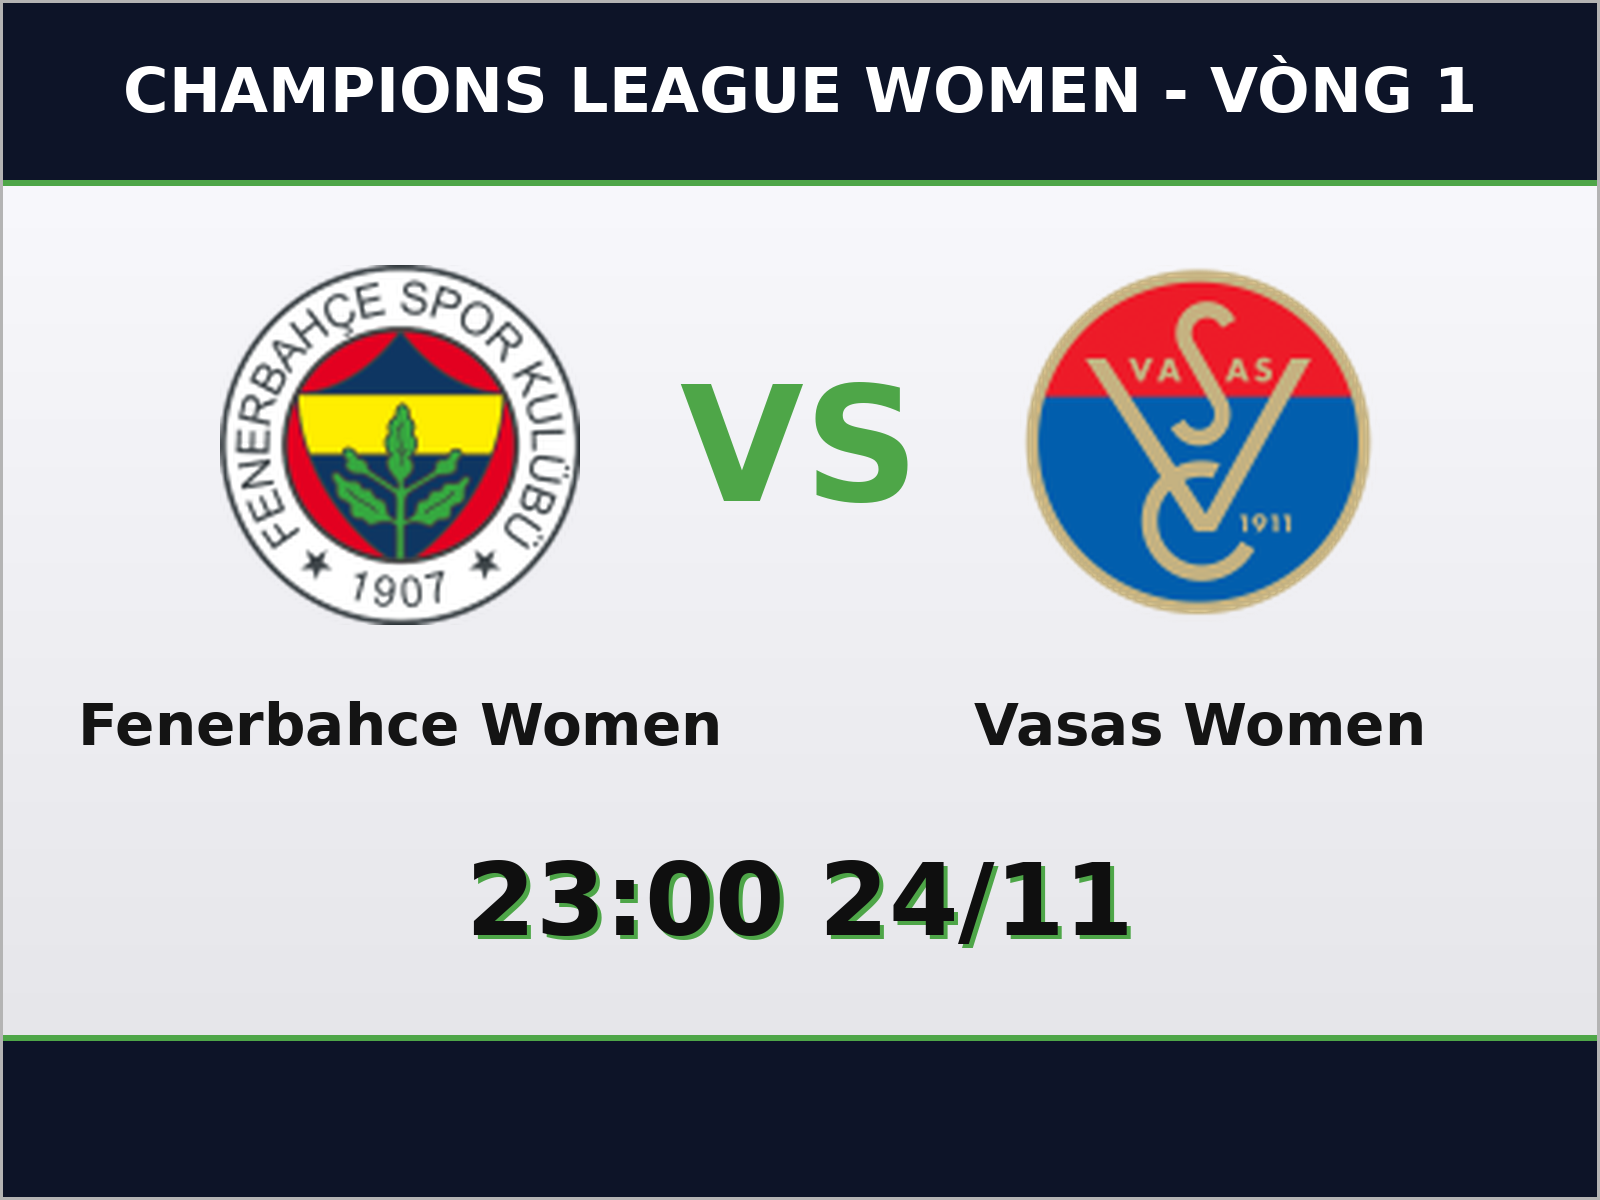 CHAMPIONS LEAGUE WOMEN - VÒNG 1
FENERBAHÇE SPOR KULÜBÜ
★ 1907 ★
VS
VASAS
VSC
1911
Fenerbahce Women
Vasas Women
23:00 24/11